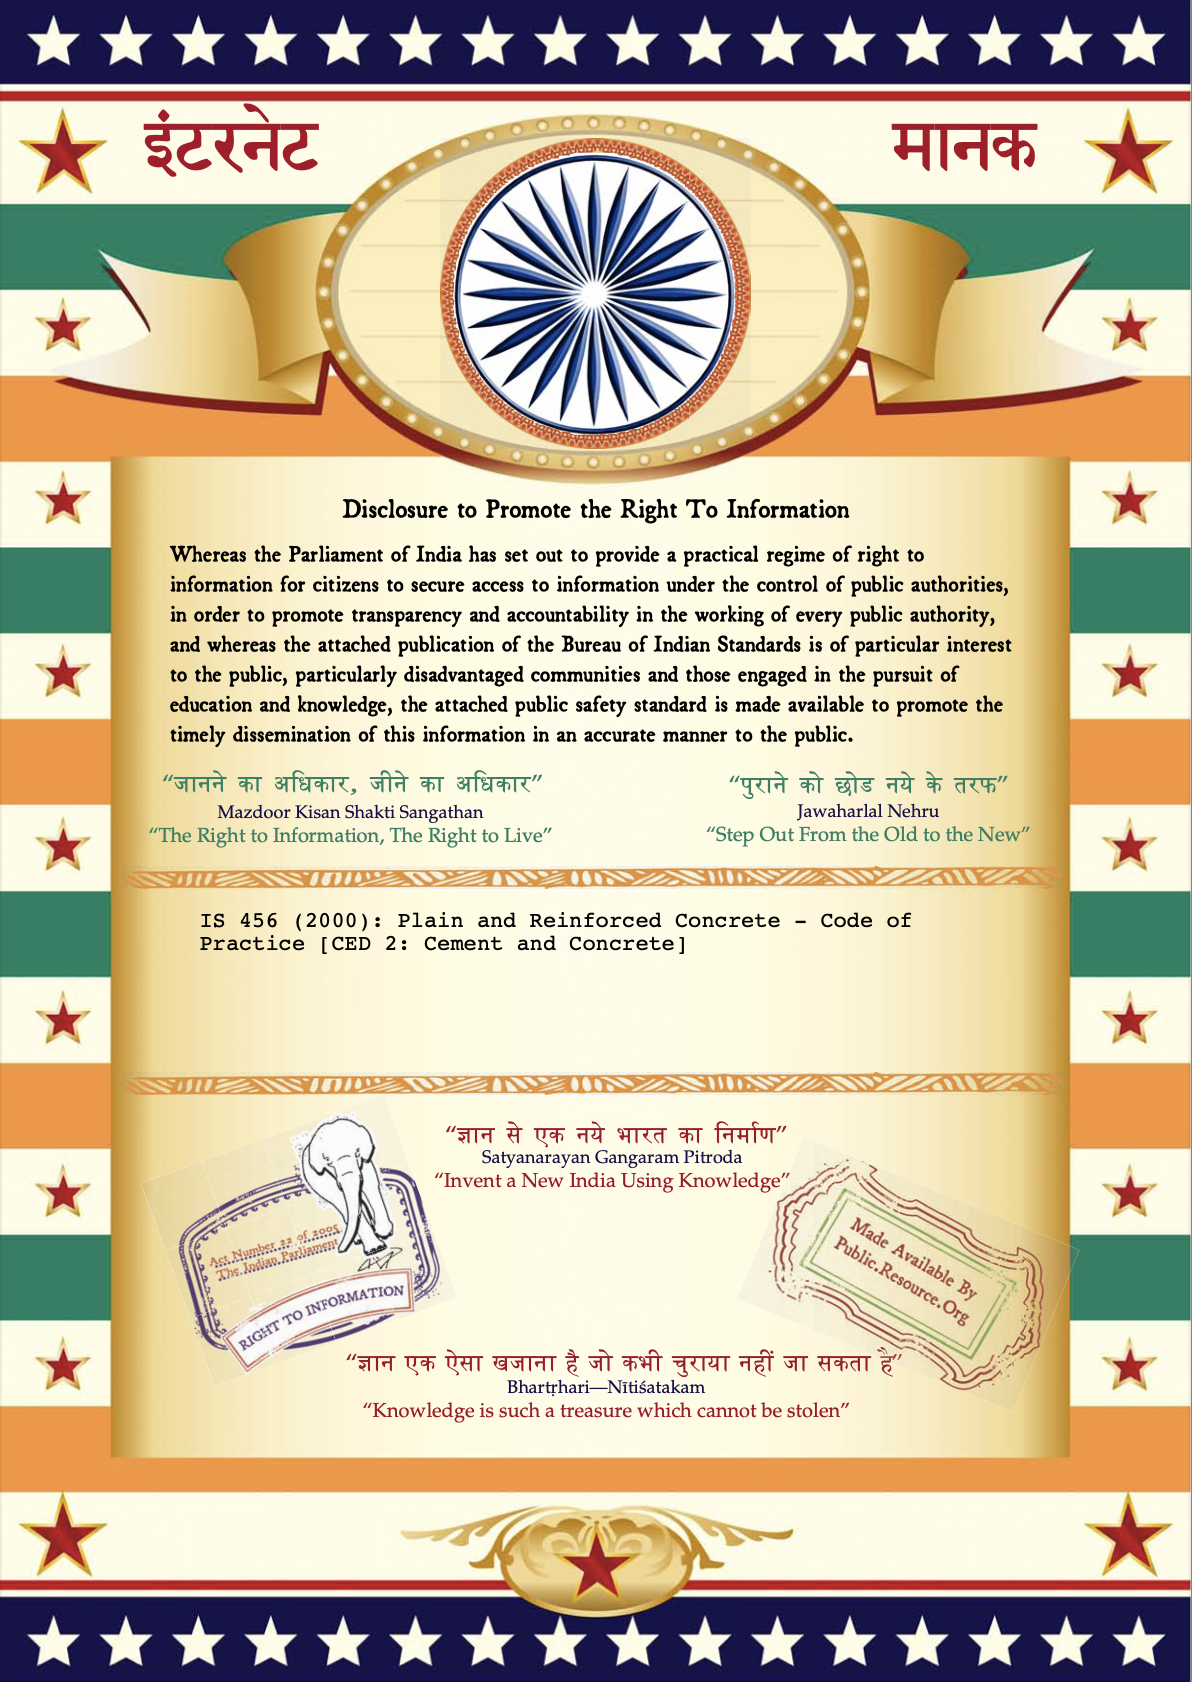 इंटरनेट
मानक
Disclosure to Promote the Right To Information
Whereas the Parliament of India has set out to provide a practical regime of right to
information for citizens to secure access to information under the control of public authorities,
in order to promote transparency and accountability in the working of every public authority,
and whereas the attached publication of the Bureau of Indian Standards is of particular interest
to the public, particularly disadvantaged communities and those engaged in the pursuit of
education and knowledge, the attached public safety standard is made available to promote the
timely dissemination of this information in an accurate manner to the public.
“जानने का अधिकार, जीने का अधिकार”
Mazdoor Kisan Shakti Sangathan
“The Right to Information, The Right to Live”
“पुराने को छोड नये के तरफ”
Jawaharlal Nehru
“Step Out From the Old to the New”
IS 456 (2000): Plain and Reinforced Concrete - Code of
Practice [CED 2: Cement and Concrete]
“ज्ञान से एक नये भारत का निर्माण”
Satyanarayan Gangaram Pitroda
“Invent a New India Using Knowledge”
Act Number 22 of 2005
The Indian Parliament
RIGHT TO INFORMATION
Made Available By
Public.Resource.Org
“ज्ञान एक ऐसा खजाना है जो कभी चुराया नहीं जा सकता है”
Bhartṛhari—Nītiśatakam
“Knowledge is such a treasure which cannot be stolen”